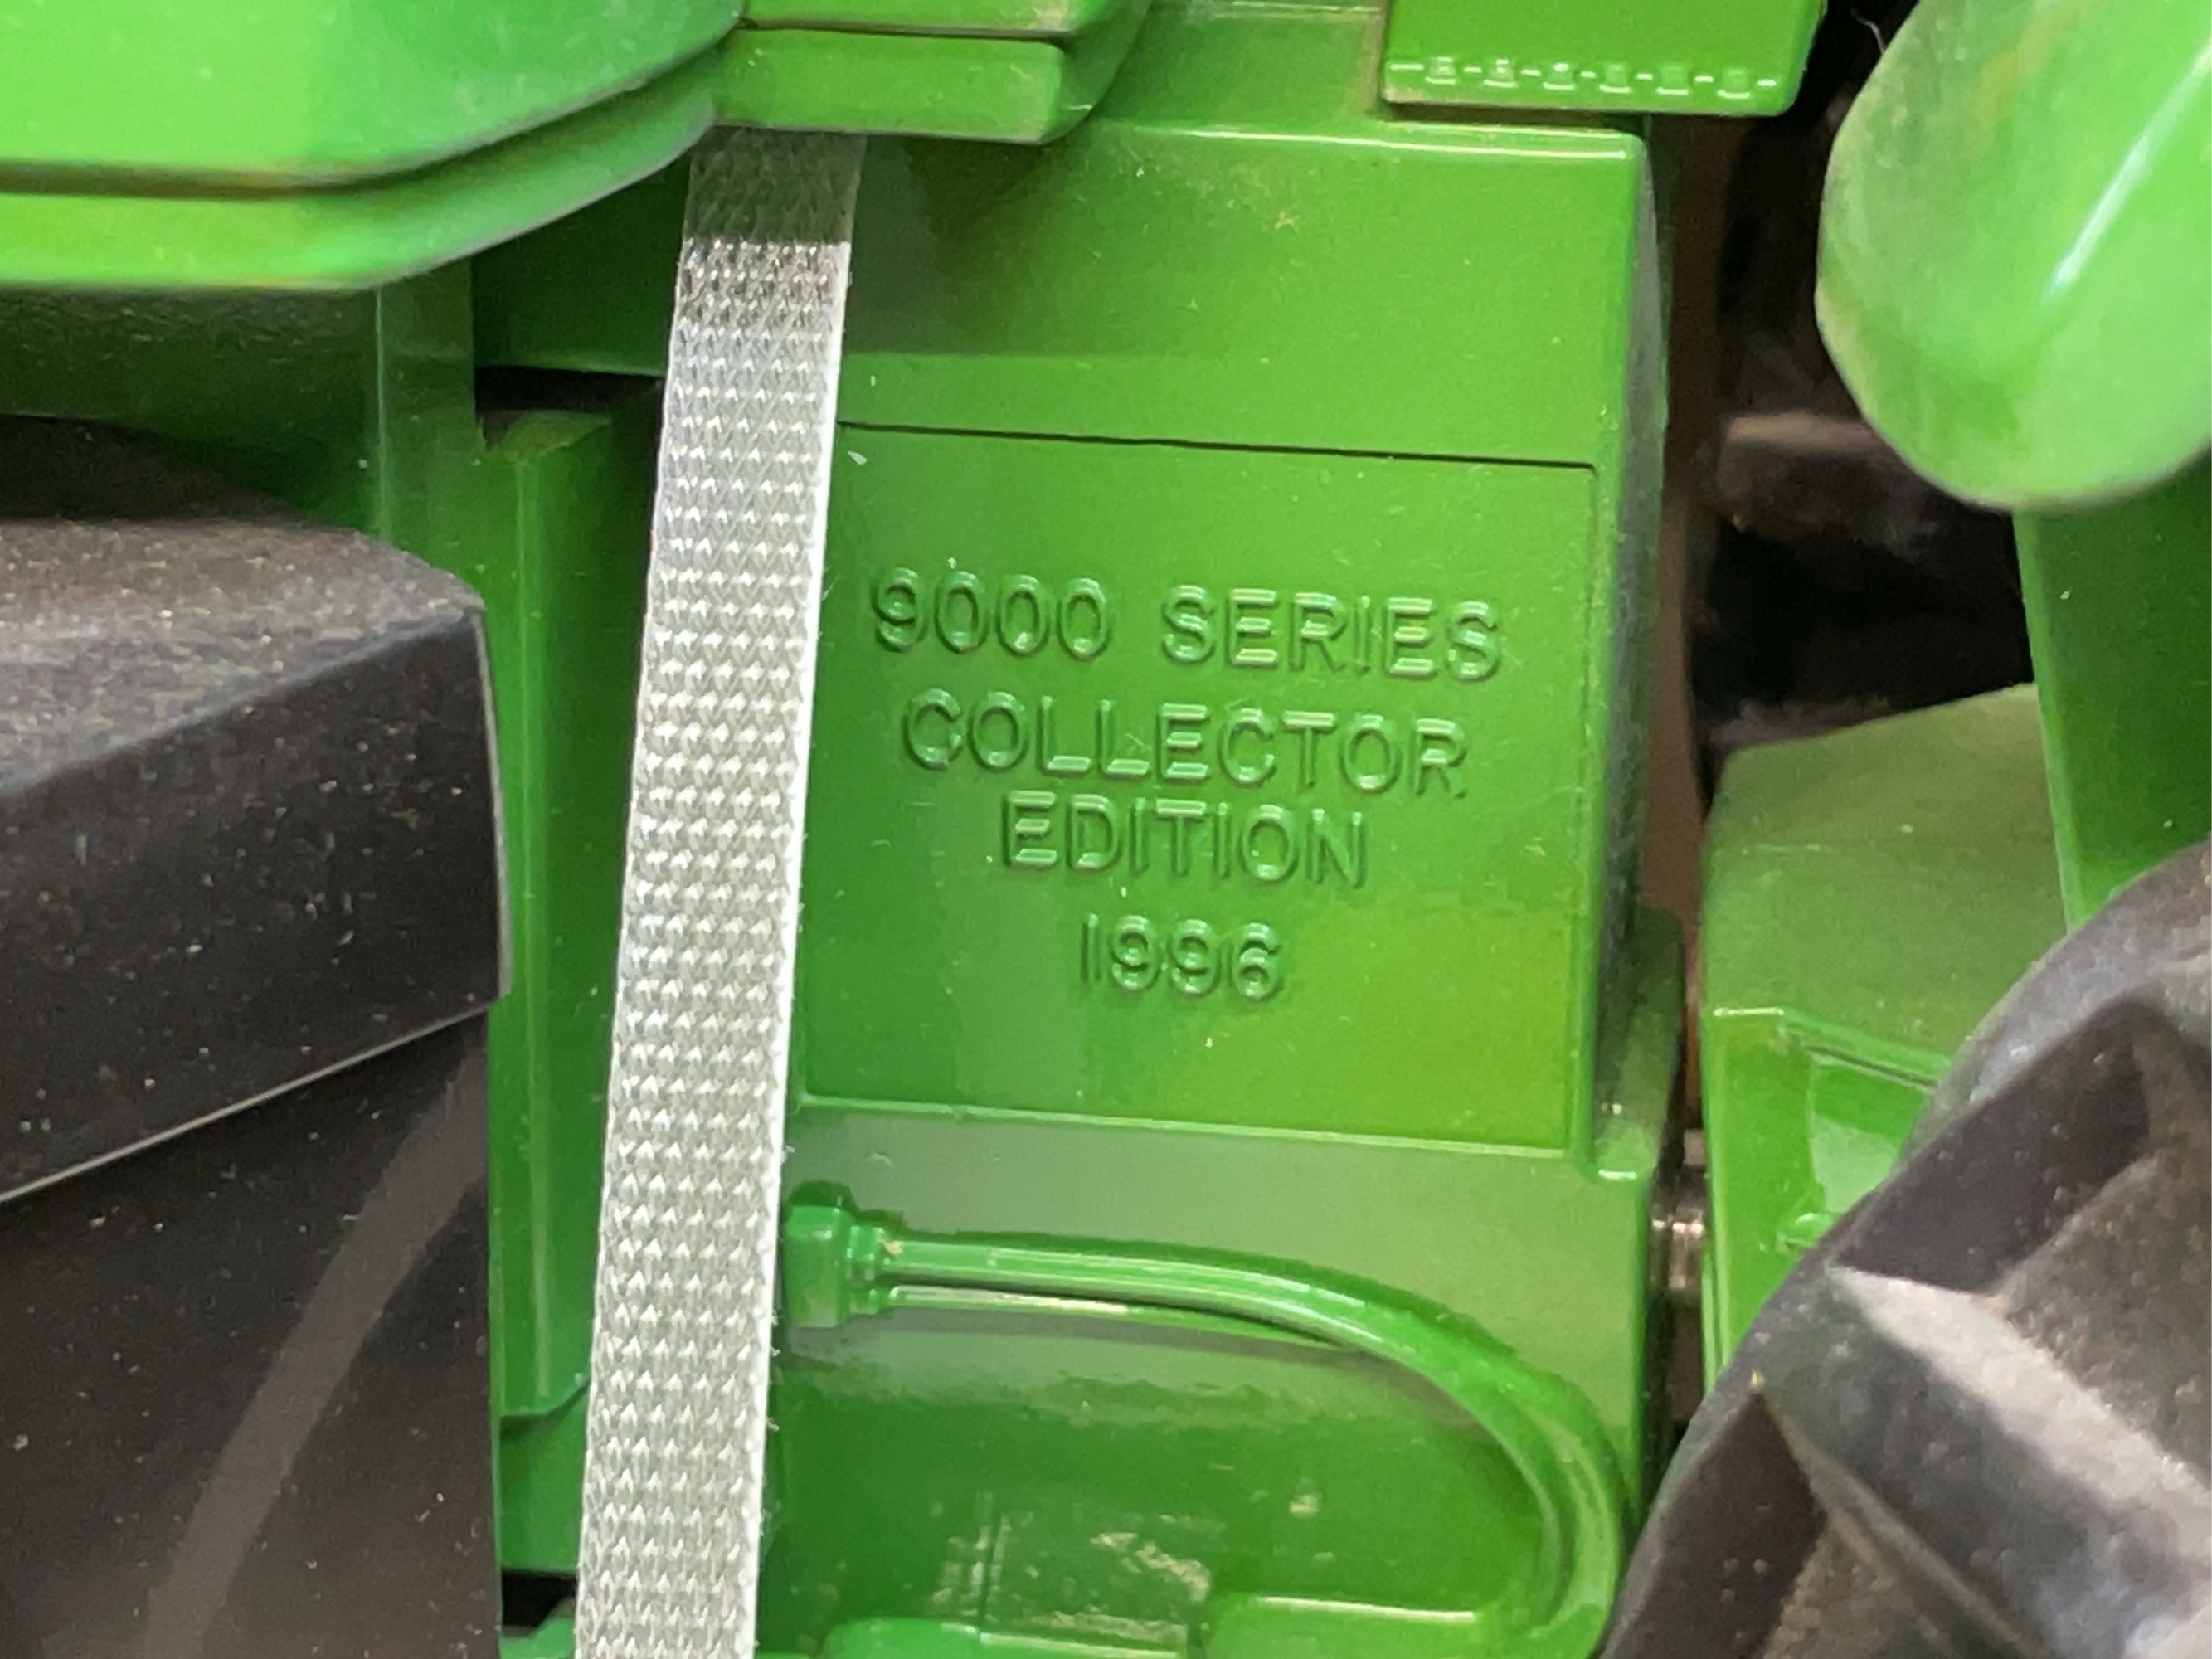 9000 SERIES
COLLECTOR
EDITION
1996